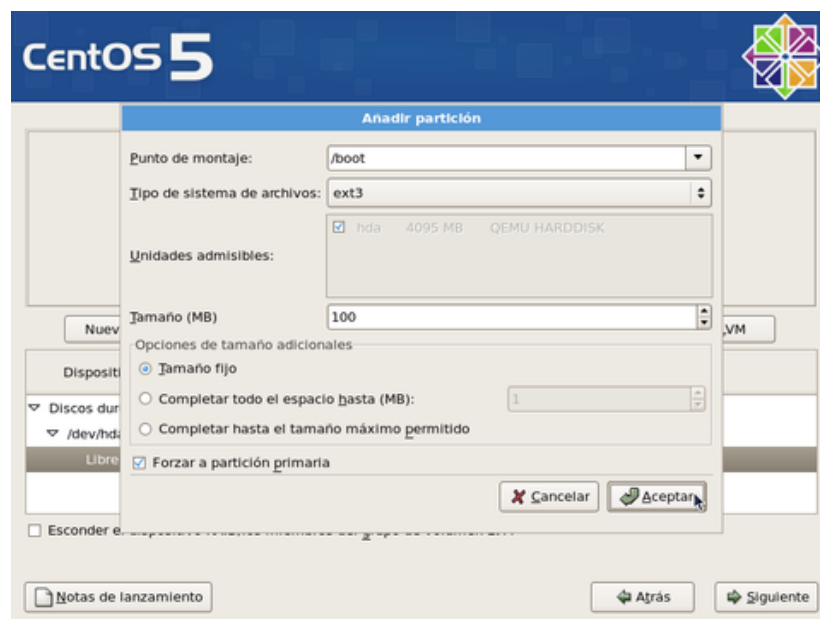 CentOS 5
Añadir partición
Punto de montaje:
/boot
Tipo de sistema de archivos:
ext3
Unidades admisibles:
hda 4095 MB QEMU HARDDISK
Tamaño (MB)
100
Nuev
VM
Opciones de tamaño adicionales
Tamaño fijo
Completar todo el espacio hasta (MB):
1
Completar hasta el tamaño máximo permitido
Forzar a partición primaria
Dispositi
Discos dur
/dev/hda
Libre
Cancelar
Aceptar
Esconder e
Notas de lanzamiento
Atrás
Siguiente